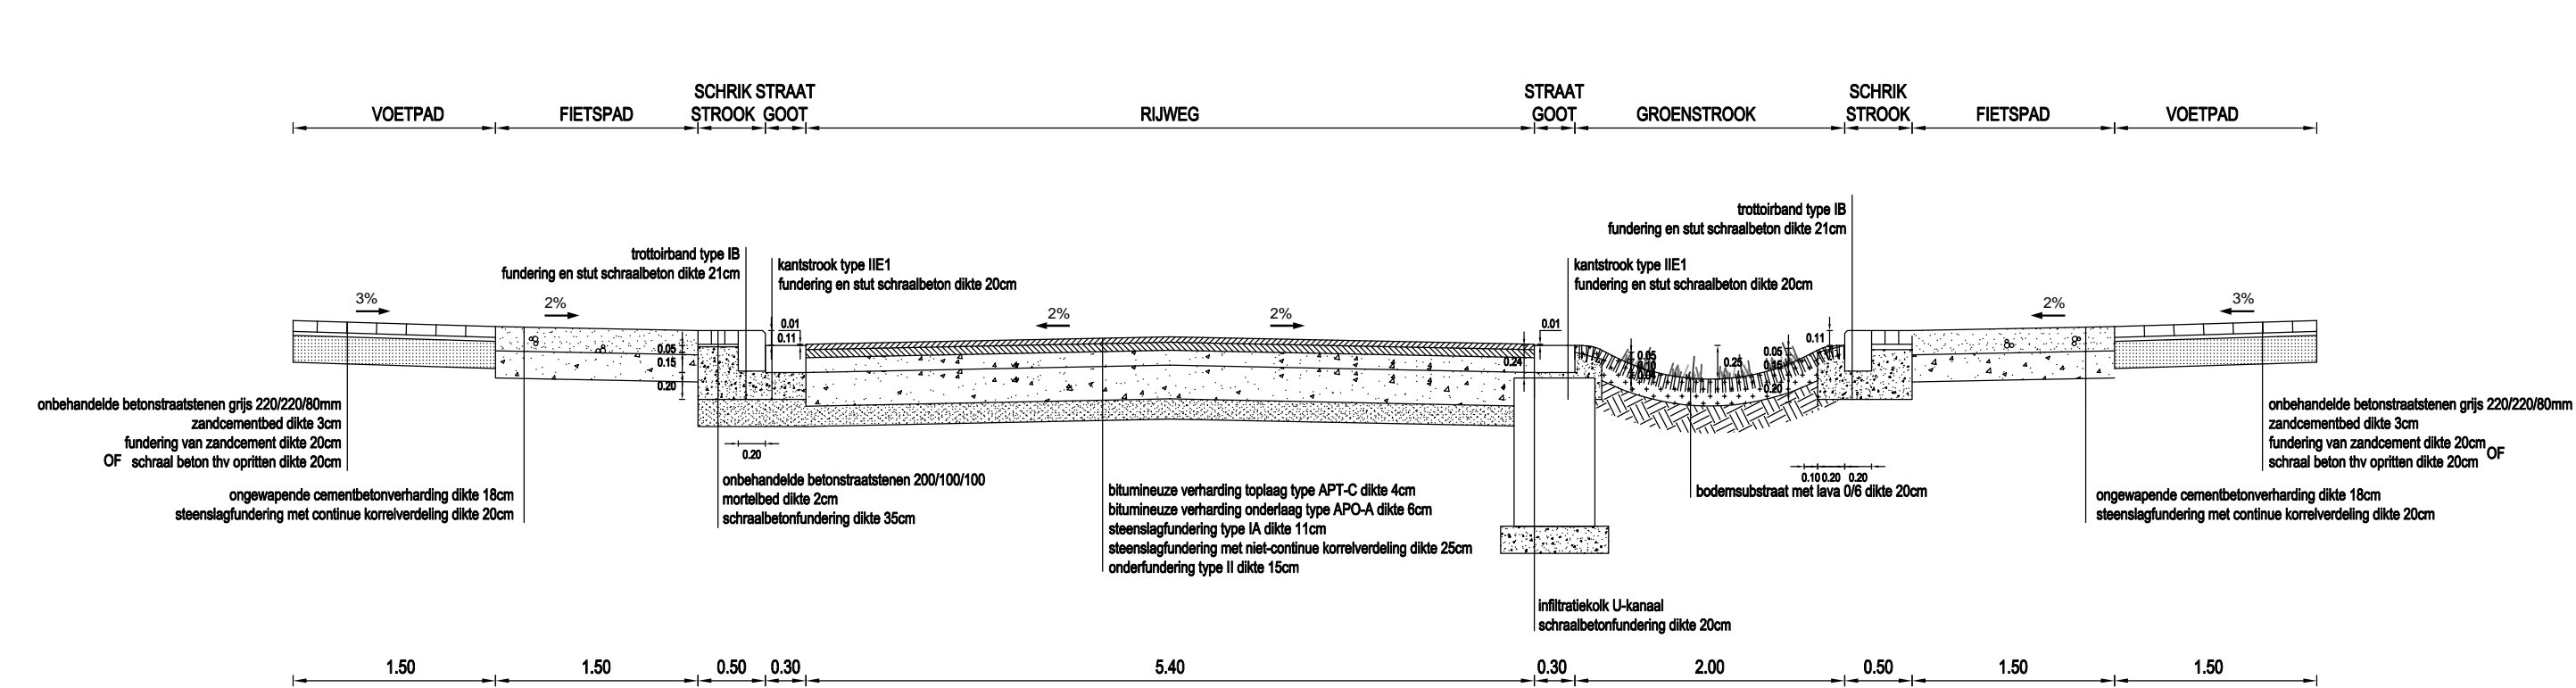 SCHRIK STRAAT
VOETPAD FIETSPAD STROOK GOOT RIJWEG
STRAAT
GOOT
GROENSTROOK
SCHRIK
STROOK
FIETSPAD VOETPAD
trottoirband type IB
fundering en stut schraalbeton dikte 21cm
trottoirband type IB
fundering en stut schraalbeton dikte 21cm
kantstrook type IIE1
fundering en stut schraalbeton dikte 20cm
kantstrook type IIE1
fundering en stut schraalbeton dikte 20cm
3% 2% 2% 2% 2% 3%
0.01
0.11
0.05
0.15
0.20
0.20
0.01
0.24
0.05
0.10
0.25
0.05
0.15
0.20
0.11
0.10 0.20 0.20
onbehandelde betonstraatstenen grijs 220/220/80mm
zandcementbed dikte 3cm
fundering van zandcement dikte 20cm
OF schraal beton thv opritten dikte 20cm
ongewapende cementbetonverharding dikte 18cm
steenslagfundering met continue korrelverdeling dikte 20cm
onbehandelde betonstraatstenen 200/100/100
mortelbed dikte 2cm
schraalbetonfundering dikte 35cm
bitumineuze verharding toplaag type APT-C dikte 4cm
bitumineuze verharding onderlaag type APO-A dikte 6cm
steenslagfundering type IA dikte 11cm
steenslagfundering met niet-continue korrelverdeling dikte 25cm
onderfundering type II dikte 15cm
infiltratiekolk U-kanaal
schraalbetonfundering dikte 20cm
bodemsubstraat met lava 0/6 dikte 20cm
onbehandelde betonstraatstenen grijs 220/220/80mm
zandcementbed dikte 3cm
fundering van zandcement dikte 20cm OF
schraal beton thv opritten dikte 20cm
ongewapende cementbetonverharding dikte 18cm
steenslagfundering met continue korrelverdeling dikte 20cm
1.50 1.50 0.50 0.30 5.40 0.30 2.00 0.50 1.50 1.50